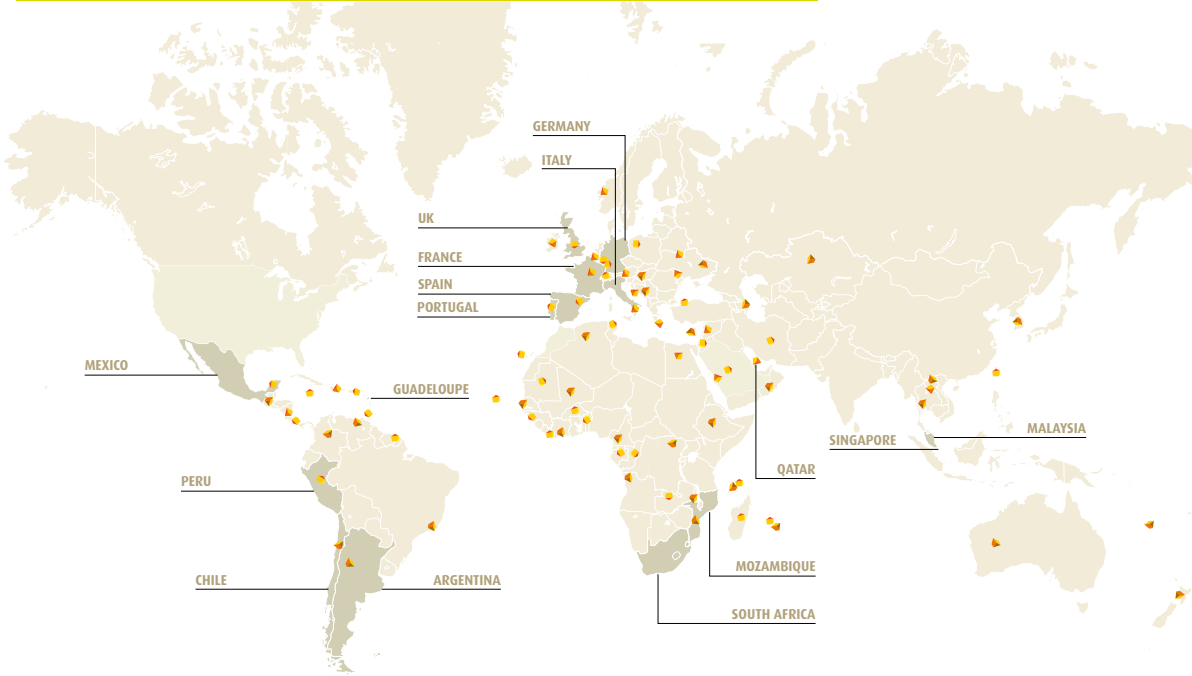 GERMANY
ITALY
UK
FRANCE
SPAIN
PORTUGAL
MEXICO
GUADELOUPE
MALAYSIA
SINGAPORE
QATAR
PERU
MOZAMBIQUE
CHILE
ARGENTINA
SOUTH AFRICA